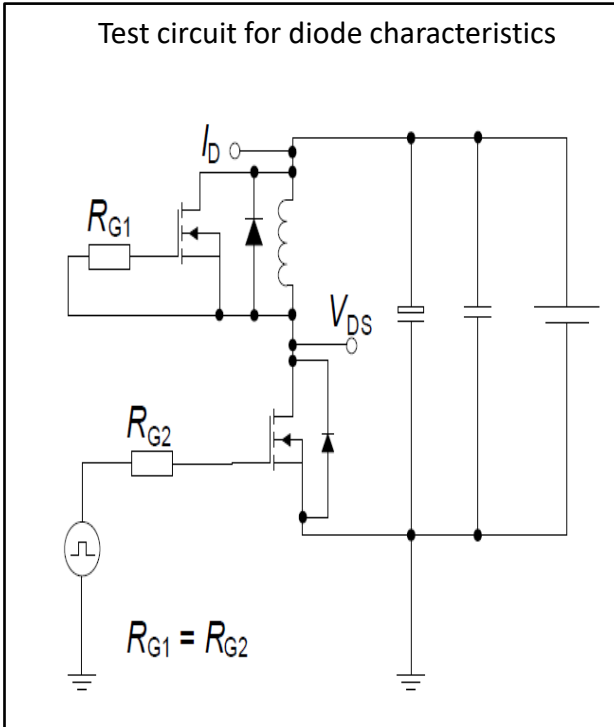 Test circuit for diode characteristics
I_D
R_G1
V_DS
R_G2
R_G1 = R_G2